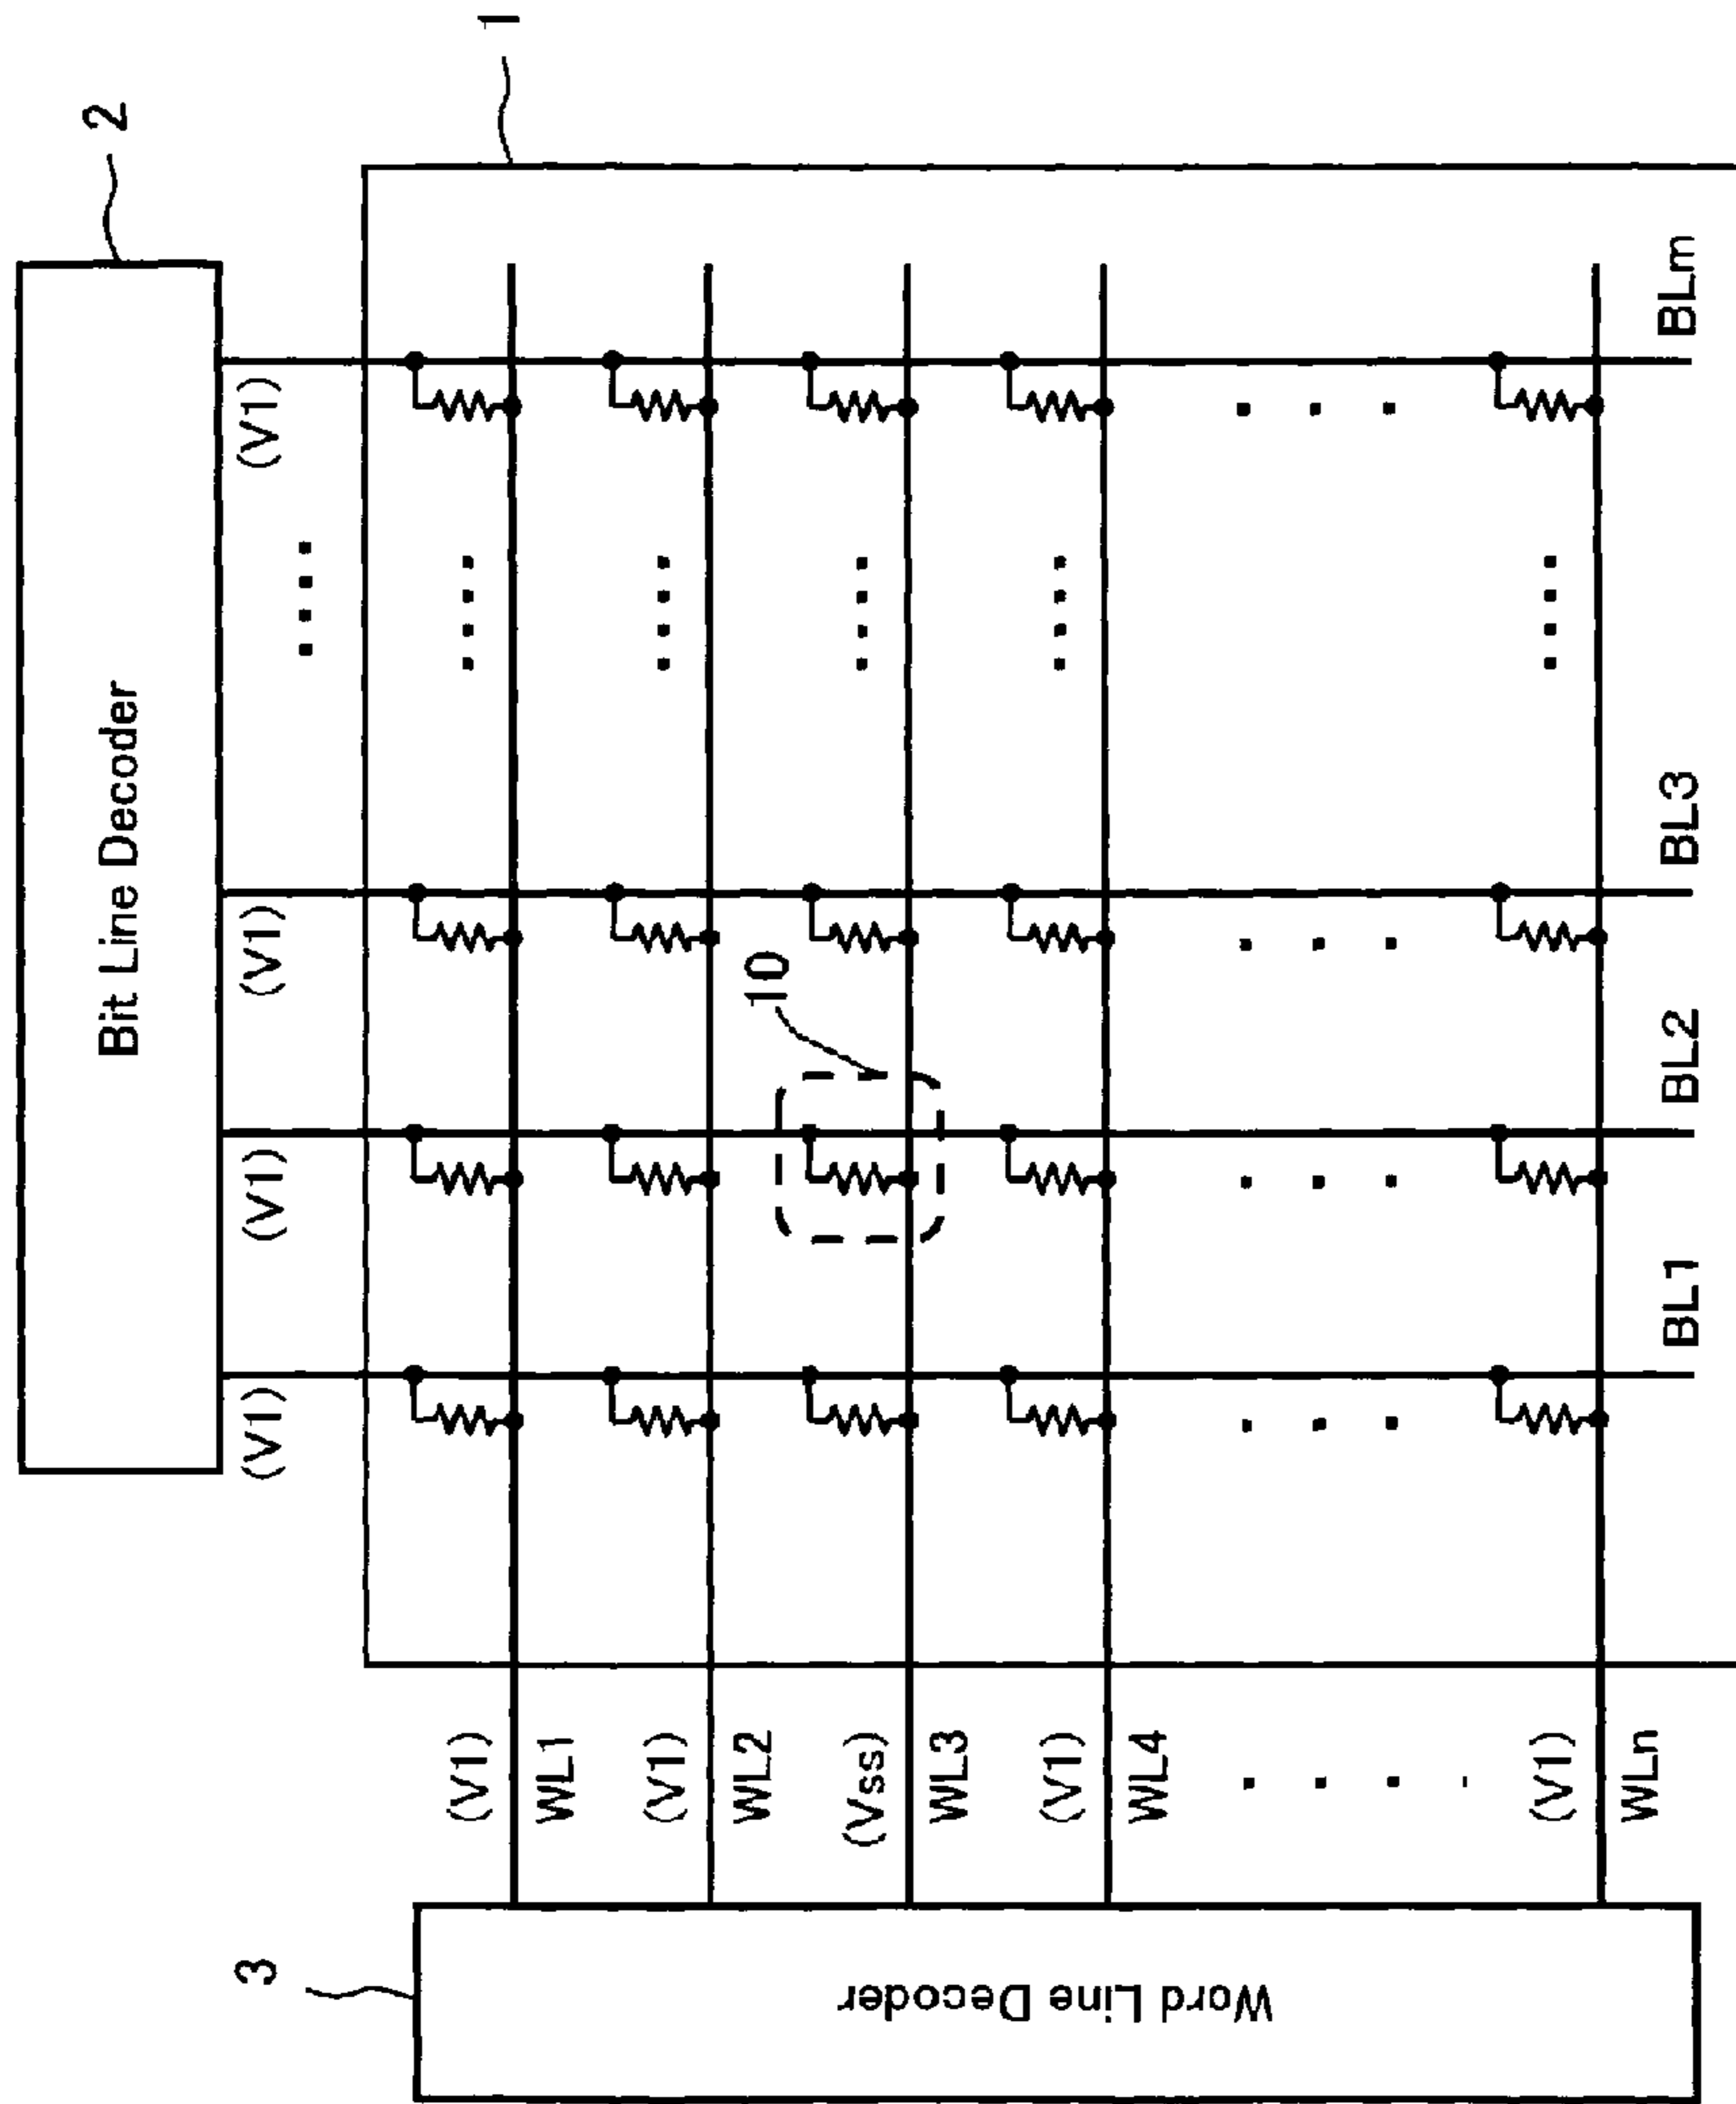 2
Bit Line Decoder
1
(V1)
(V1)
(V1)
....
(V1)
3
Word Line Decoder
(V1)
WL1
(V1)
WL2
10
(Vss)
WL3
(V1)
WL4
(V1)
WLn
BL1
BL2
BL3
BLm